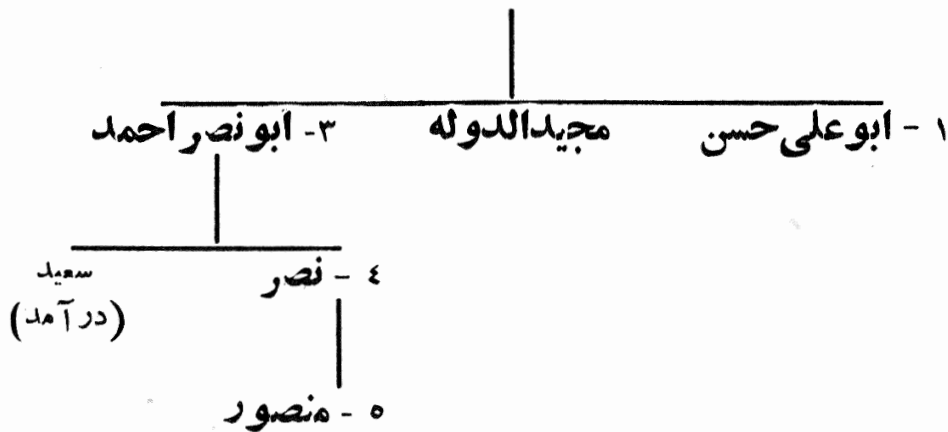 ۱ - ابوعلی حسن مجیدالدوله ۳- ابونصر احمد
٤ - نصر سعید
(درآمد)
٥ - منصور